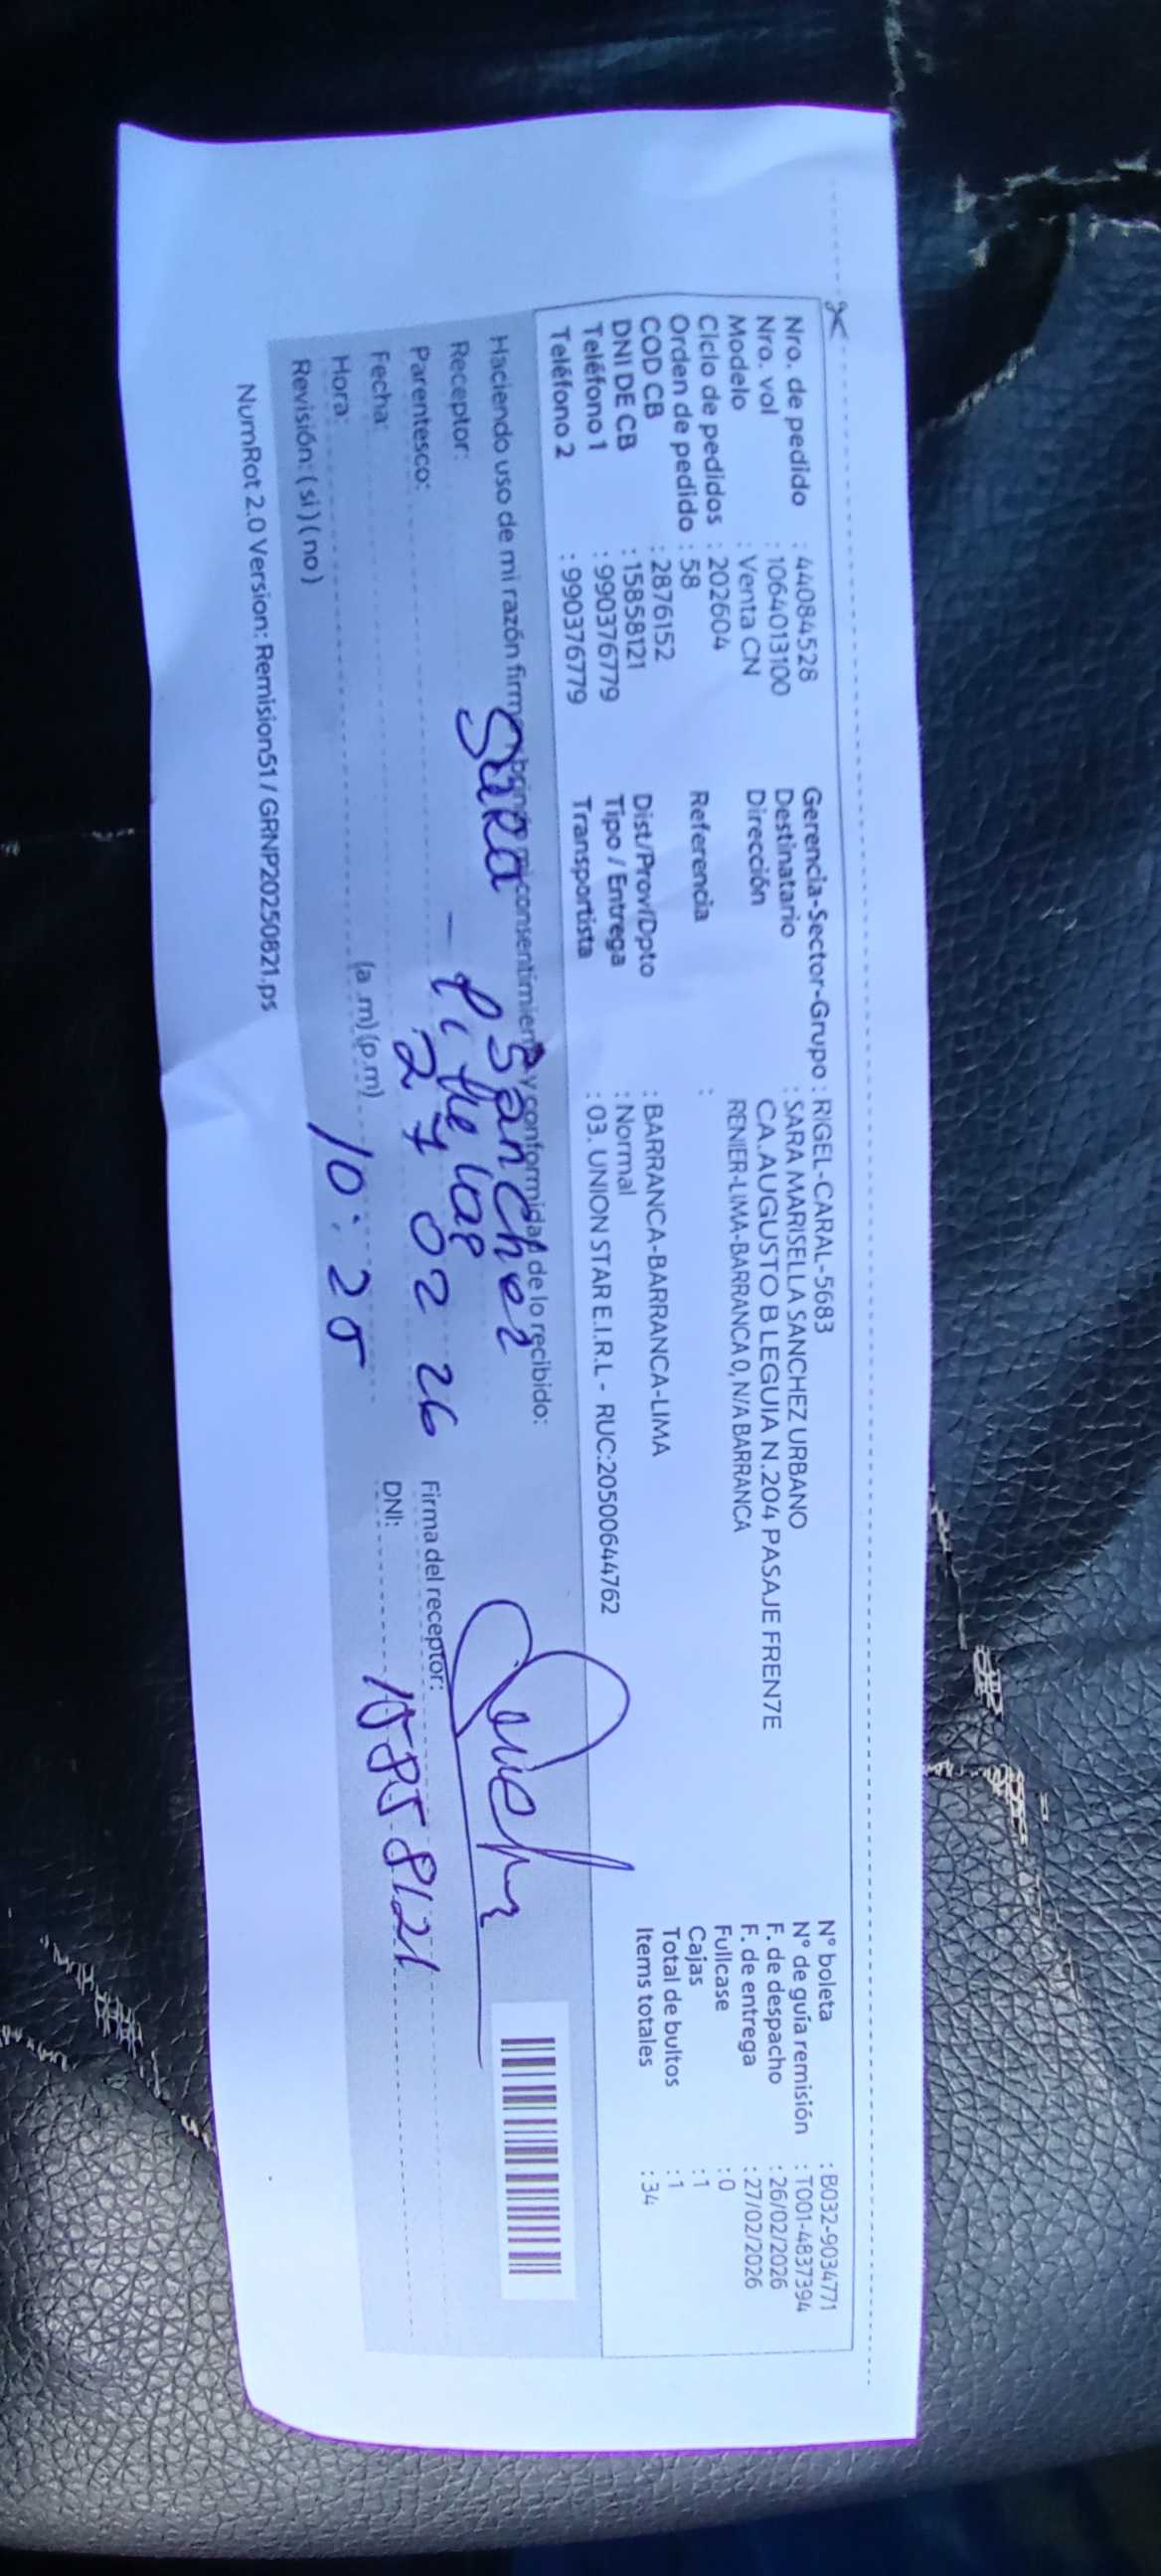 Nro. de pedido : 44084528
Nro. vol : 1064013100
Modelo : Venta CN
Ciclo de pedidos : 202604
Orden de pedido : 58
COD CB : 2876152
DNI DE CB : 15858121
Teléfono 1 : 990376779
Teléfono 2 : 990376779
Gerencia-Sector-Grupo : RIGEL-CARAL-5683
Destinatario : SARA MARISELLA SANCHEZ URBANO
Dirección CA. AUGUSTO B LEGUIA N.204 PASAJE FREN7E
RENIER-LIMA-BARRANCA 0, N/A BARRANCA
Referencia :
Dist/Prov/Dpto : BARRANCA-BARRANCA-LIMA
Tipo / Entrega : Normal
Transportista : 03. UNION STAR E.I.R.L - RUC:20500644762
N° boleta : B032-9034771
N° de guía remisión : T001-4837394
F. de despacho : 26/02/2026
F. de entrega : 27/02/2026
Fullcase : 0
Cajas : 1
Total de bultos : 1
Items totales : 34
Haciendo uso de mi razón firmo brindo mi consentimiento y conformidad de lo recibido:
Receptor: Sara Sanchez
Parentesco:
Fecha: 27 02 26
Hora: (a .m) (p.m) 10:25
Revisión: ( si ) ( no )
Firma del receptor:
DNI: 15858121
NumRot 2.0 Version: Remision51 / GRNP20250821.ps